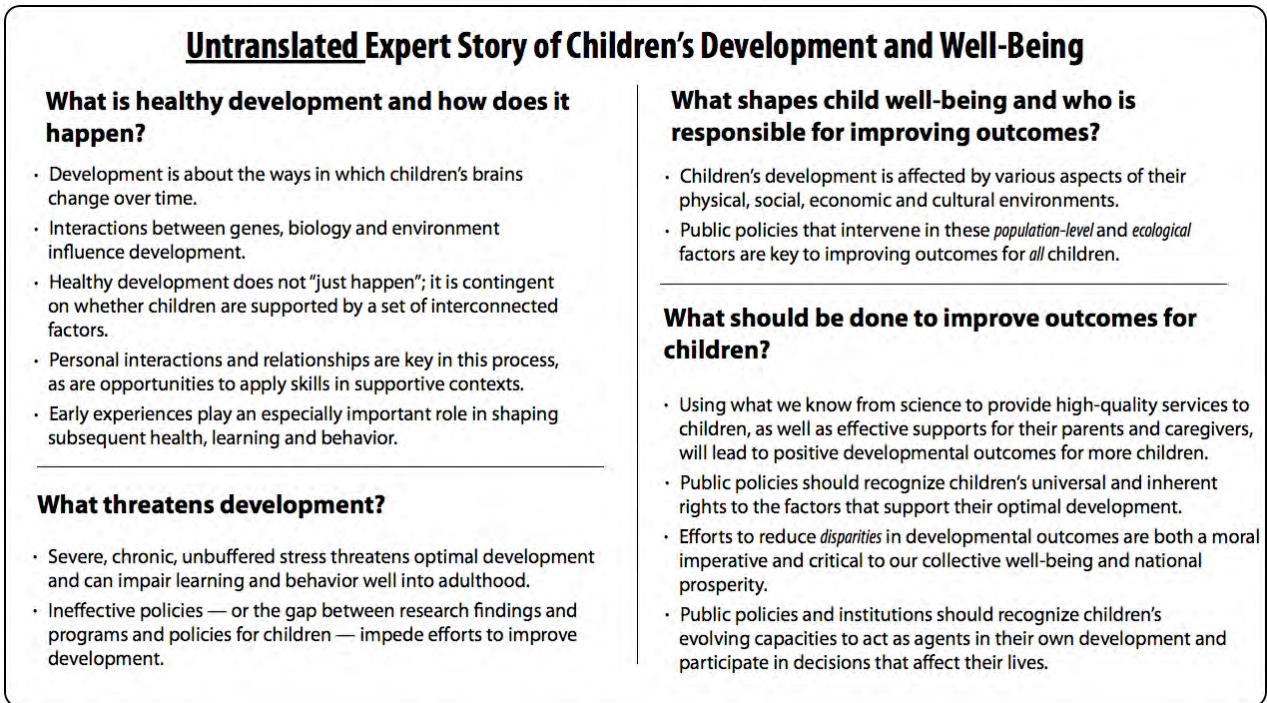 Untranslated Expert Story of Children's Development and Well-Being
What is healthy development and how does it
happen?
· Development is about the ways in which children's brains
change over time.
· Interactions between genes, biology and environment
influence development.
· Healthy development does not "just happen"; it is contingent
on whether children are supported by a set of interconnected
factors.
· Personal interactions and relationships are key in this process,
as are opportunities to apply skills in supportive contexts.
· Early experiences play an especially important role in shaping
subsequent health, learning and behavior.
What threatens development?
· Severe, chronic, unbuffered stress threatens optimal development
and can impair learning and behavior well into adulthood.
· Ineffective policies — or the gap between research findings and
programs and policies for children — impede efforts to improve
development.
What shapes child well-being and who is
responsible for improving outcomes?
· Children's development is affected by various aspects of their
physical, social, economic and cultural environments.
· Public policies that intervene in these population-level and ecological
factors are key to improving outcomes for all children.
What should be done to improve outcomes for
children?
· Using what we know from science to provide high-quality services to
children, as well as effective supports for their parents and caregivers,
will lead to positive developmental outcomes for more children.
· Public policies should recognize children's universal and inherent
rights to the factors that support their optimal development.
· Efforts to reduce disparities in developmental outcomes are both a moral
imperative and critical to our collective well-being and national
prosperity.
· Public policies and institutions should recognize children's
evolving capacities to act as agents in their own development and
participate in decisions that affect their lives.